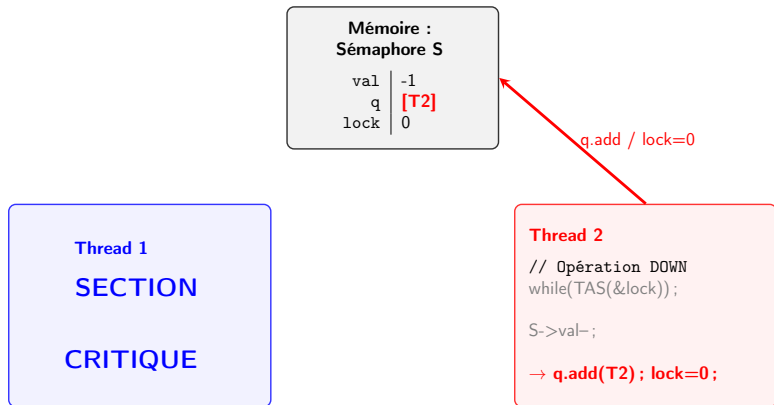 Mémoire :
Sémaphore S
val -1
q [T2]
lock 0
q.add / lock=0
Thread 1
SECTION
CRITIQUE
Thread 2
// Opération DOWN
while(TAS(&lock)) ;
S->val– ;
→ q.add(T2) ; lock=0 ;